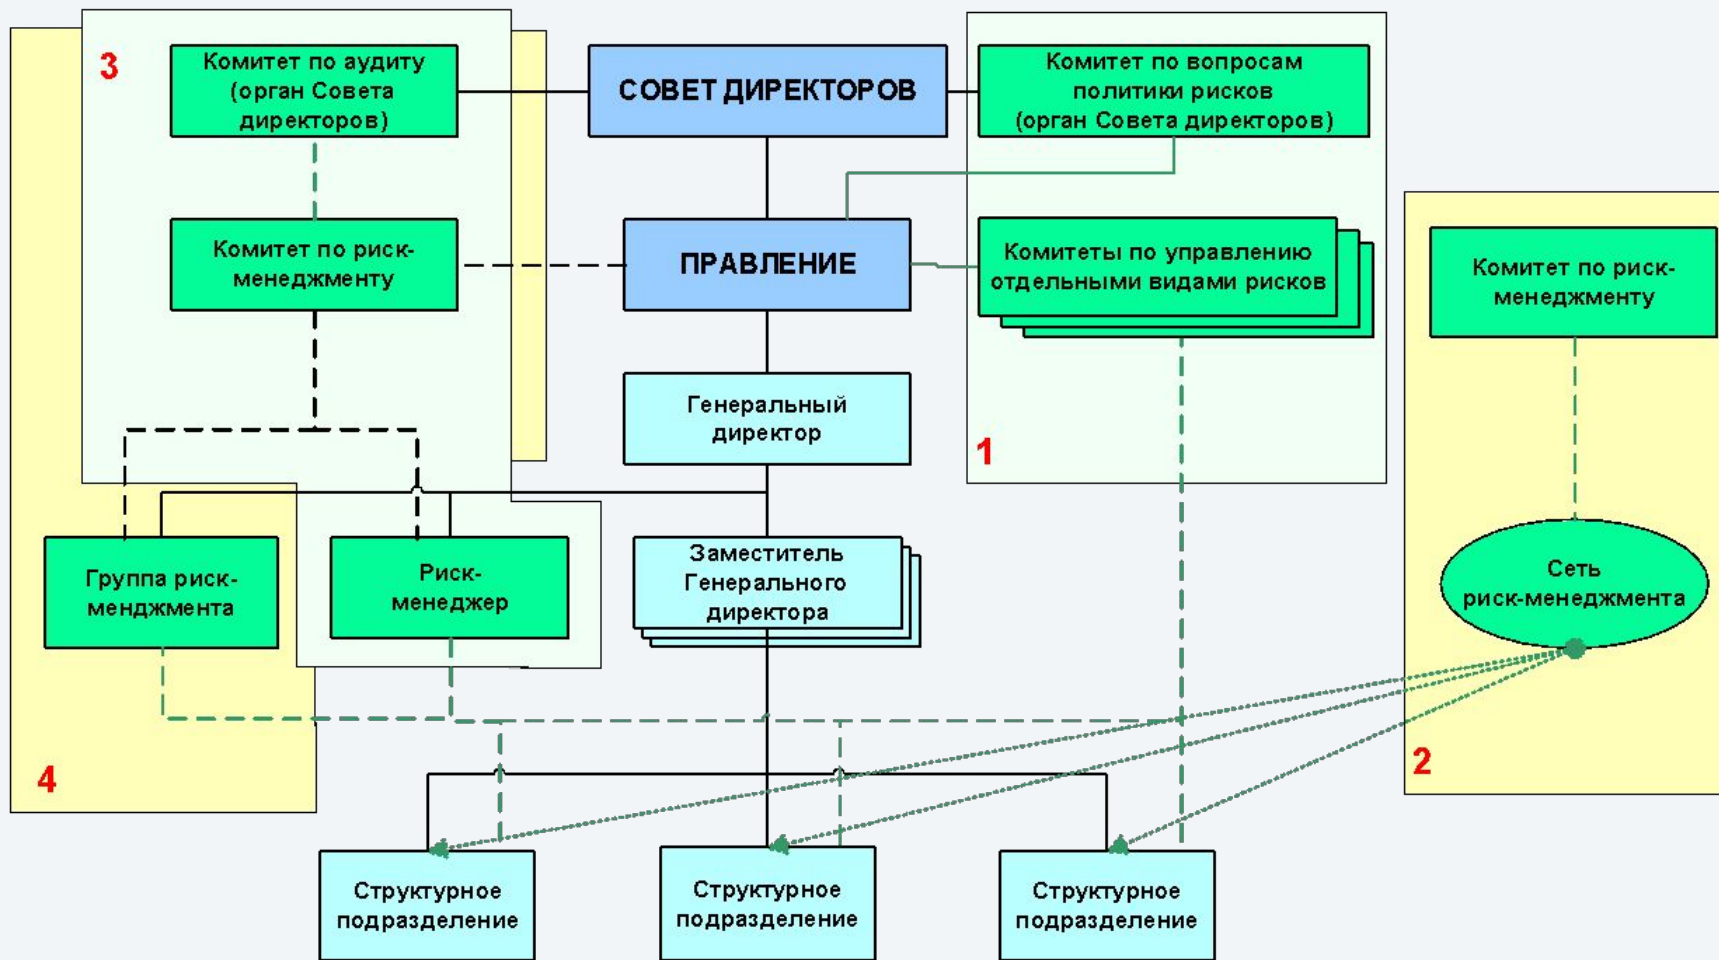 3
Комитет по аудиту
(орган Совета
директоров)
СОВЕТ ДИРЕКТОРОВ
Комитет по вопросам
политики рисков
(орган Совета директоров)
Комитет по риск-
менеджменту
ПРАВЛЕНИЕ
Комитеты по управлению
отдельными видами рисков
Комитет по риск-
менеджменту
Генеральный
директор
1
Группа риск-
менджмента
Риск-
менеджер
Заместитель
Генерального
директора
Сеть
риск-менеджмента
4
2
Структурное
подразделение
Структурное
подразделение
Структурное
подразделение